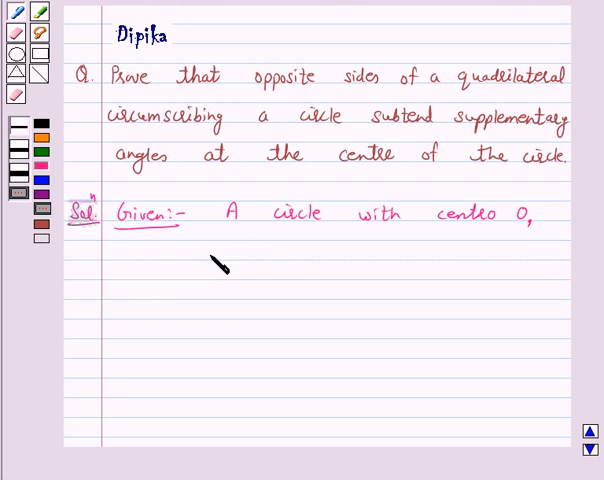 Dipika
Q. Prove that opposite sides of a quadrilateral
circumscribing a circle subtend supplementary
angles at the centre of the circle.
Solⁿ. Given:- A circle with centre O,